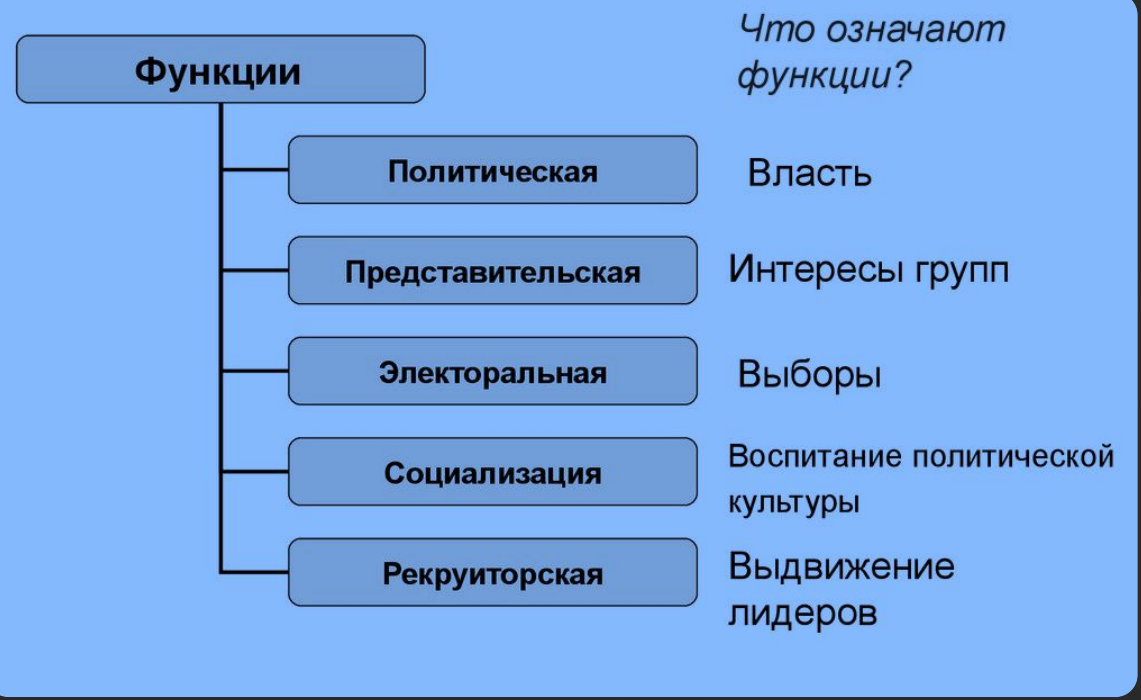 Функции
Что означают
функции?
Политическая
Власть
Представительская
Интересы групп
Электоральная
Выборы
Социализация
Воспитание политической
культуры
Рекруиторская
Выдвижение
лидеров